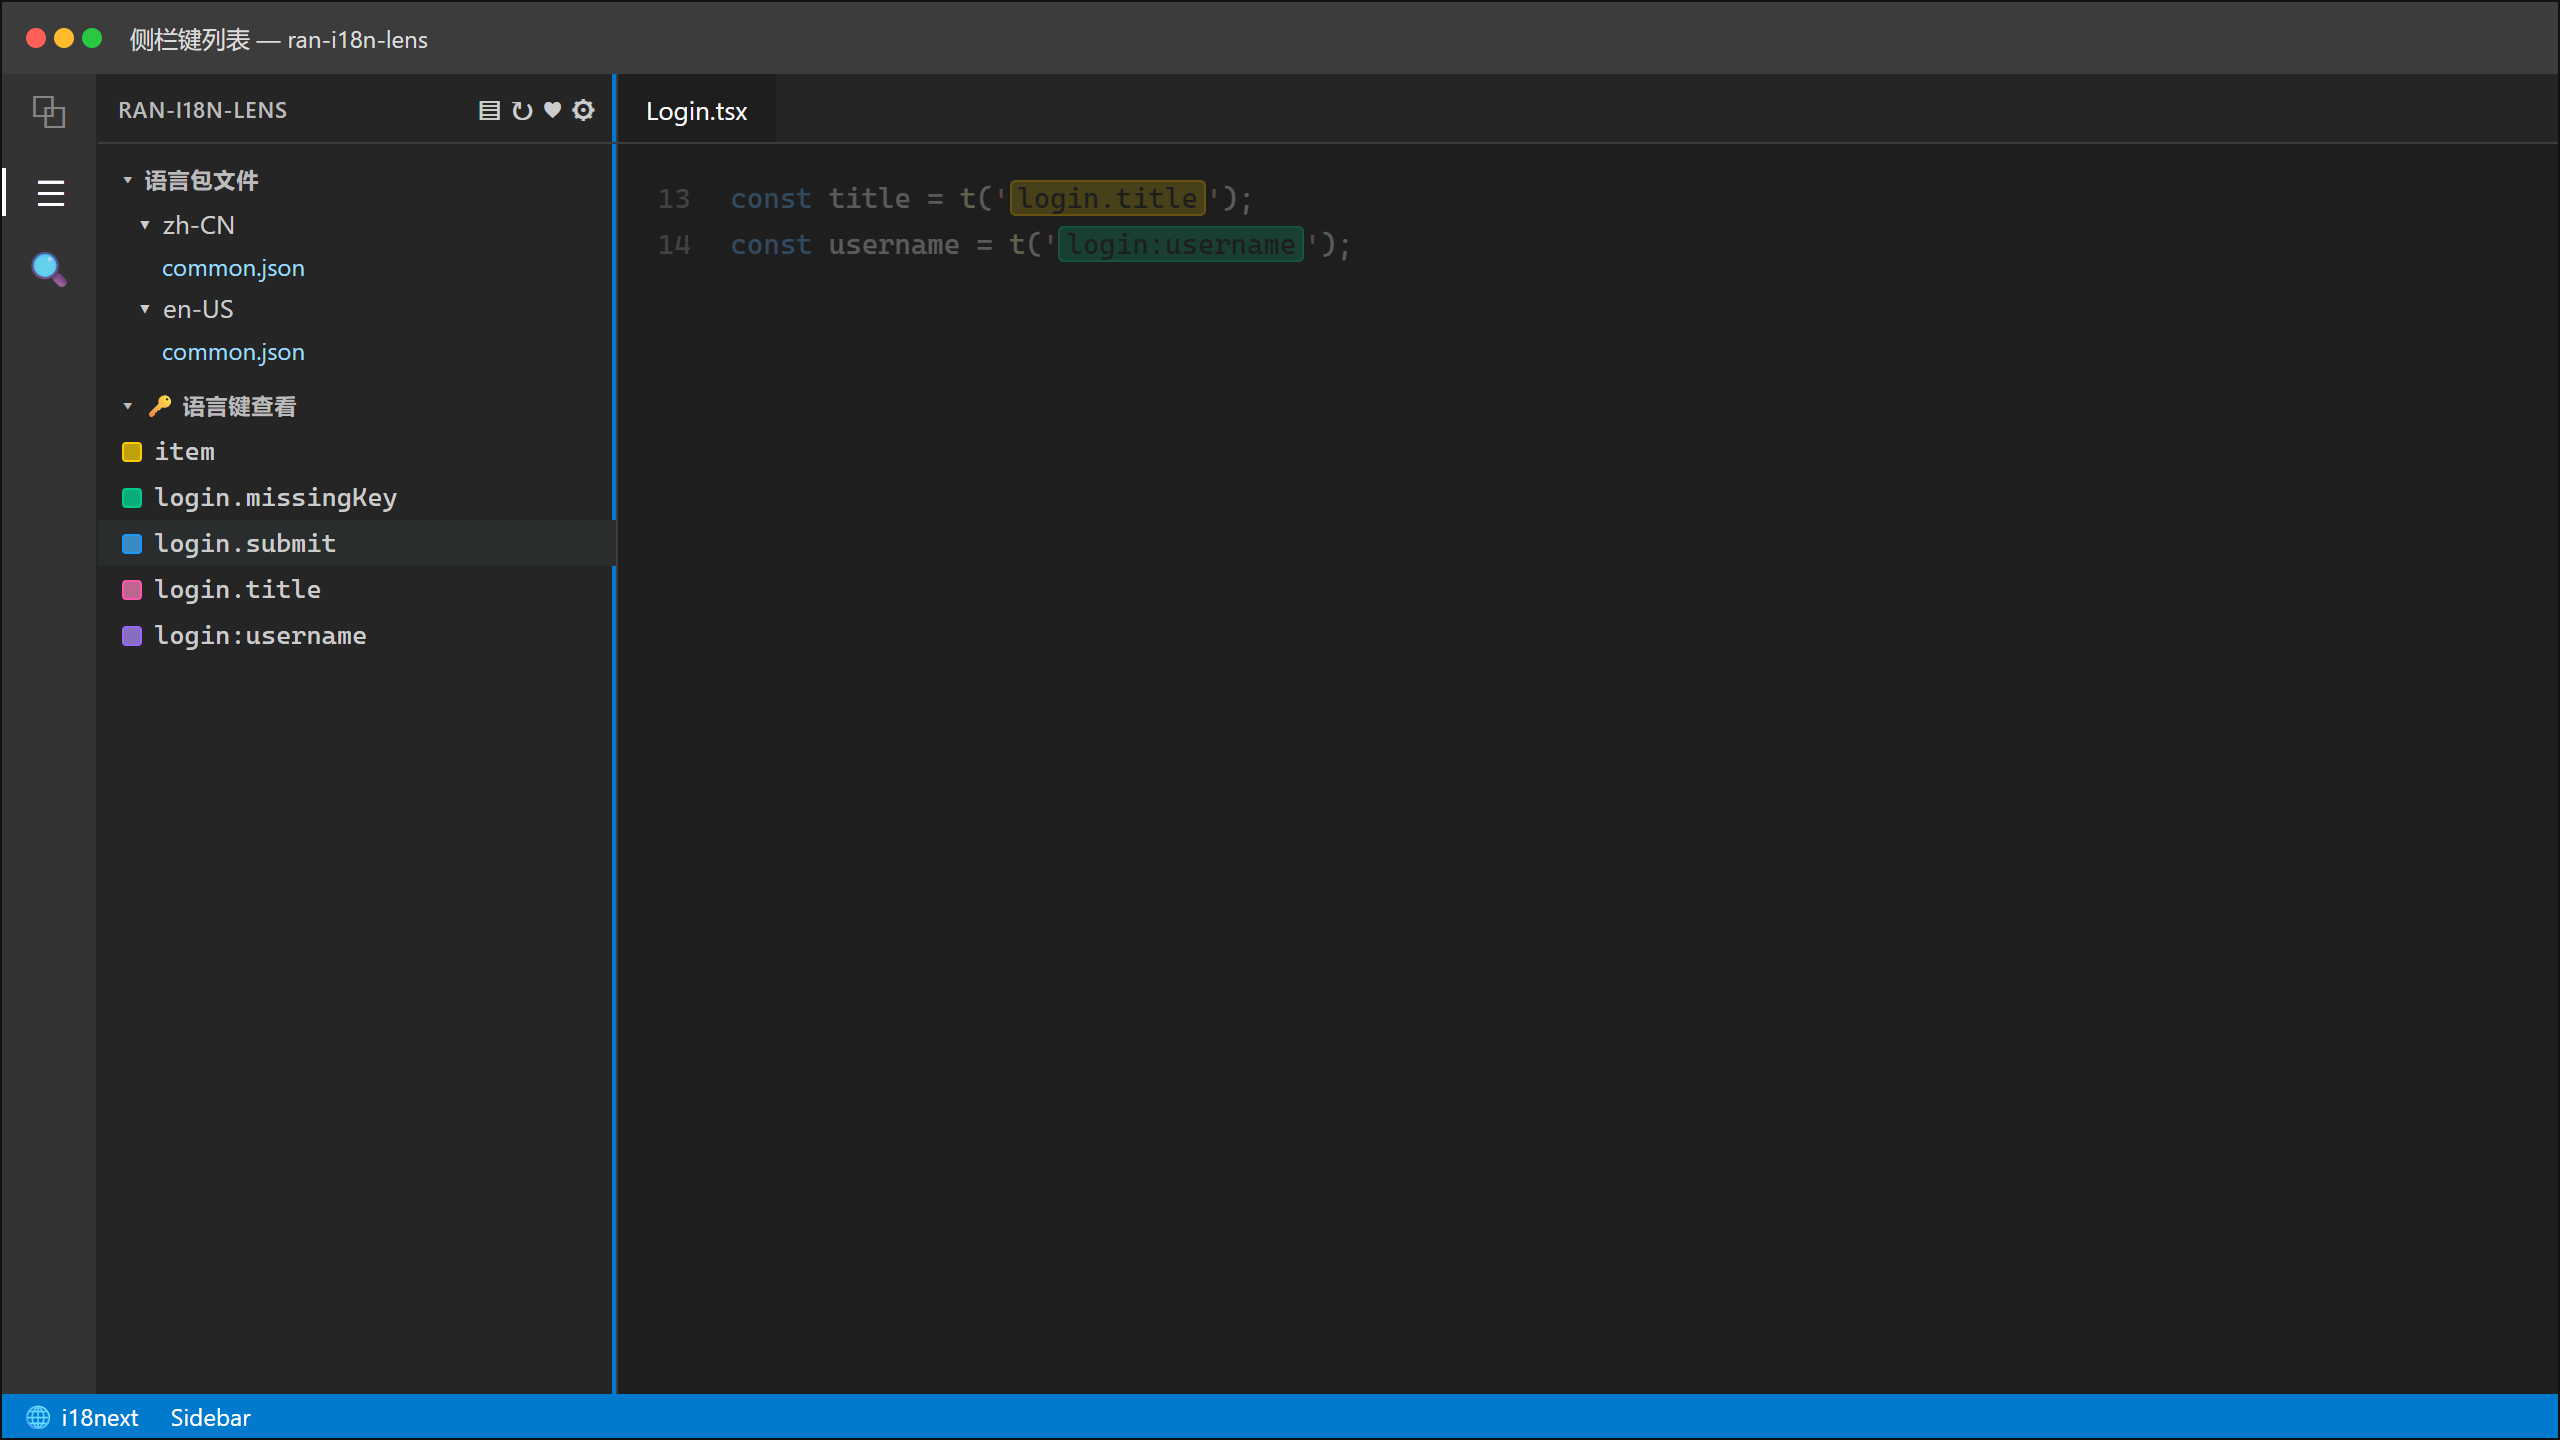 侧栏键列表 — ran-i18n-lens
RAN-I18N-LENS
语言包文件
zh-CN
common.json
en-US
common.json
语言键查看
item
login.missingKey
login.submit
login.title
login:username
Login.tsx
13 const title = t('login.title');
14 const username = t('login:username');
i18next Sidebar